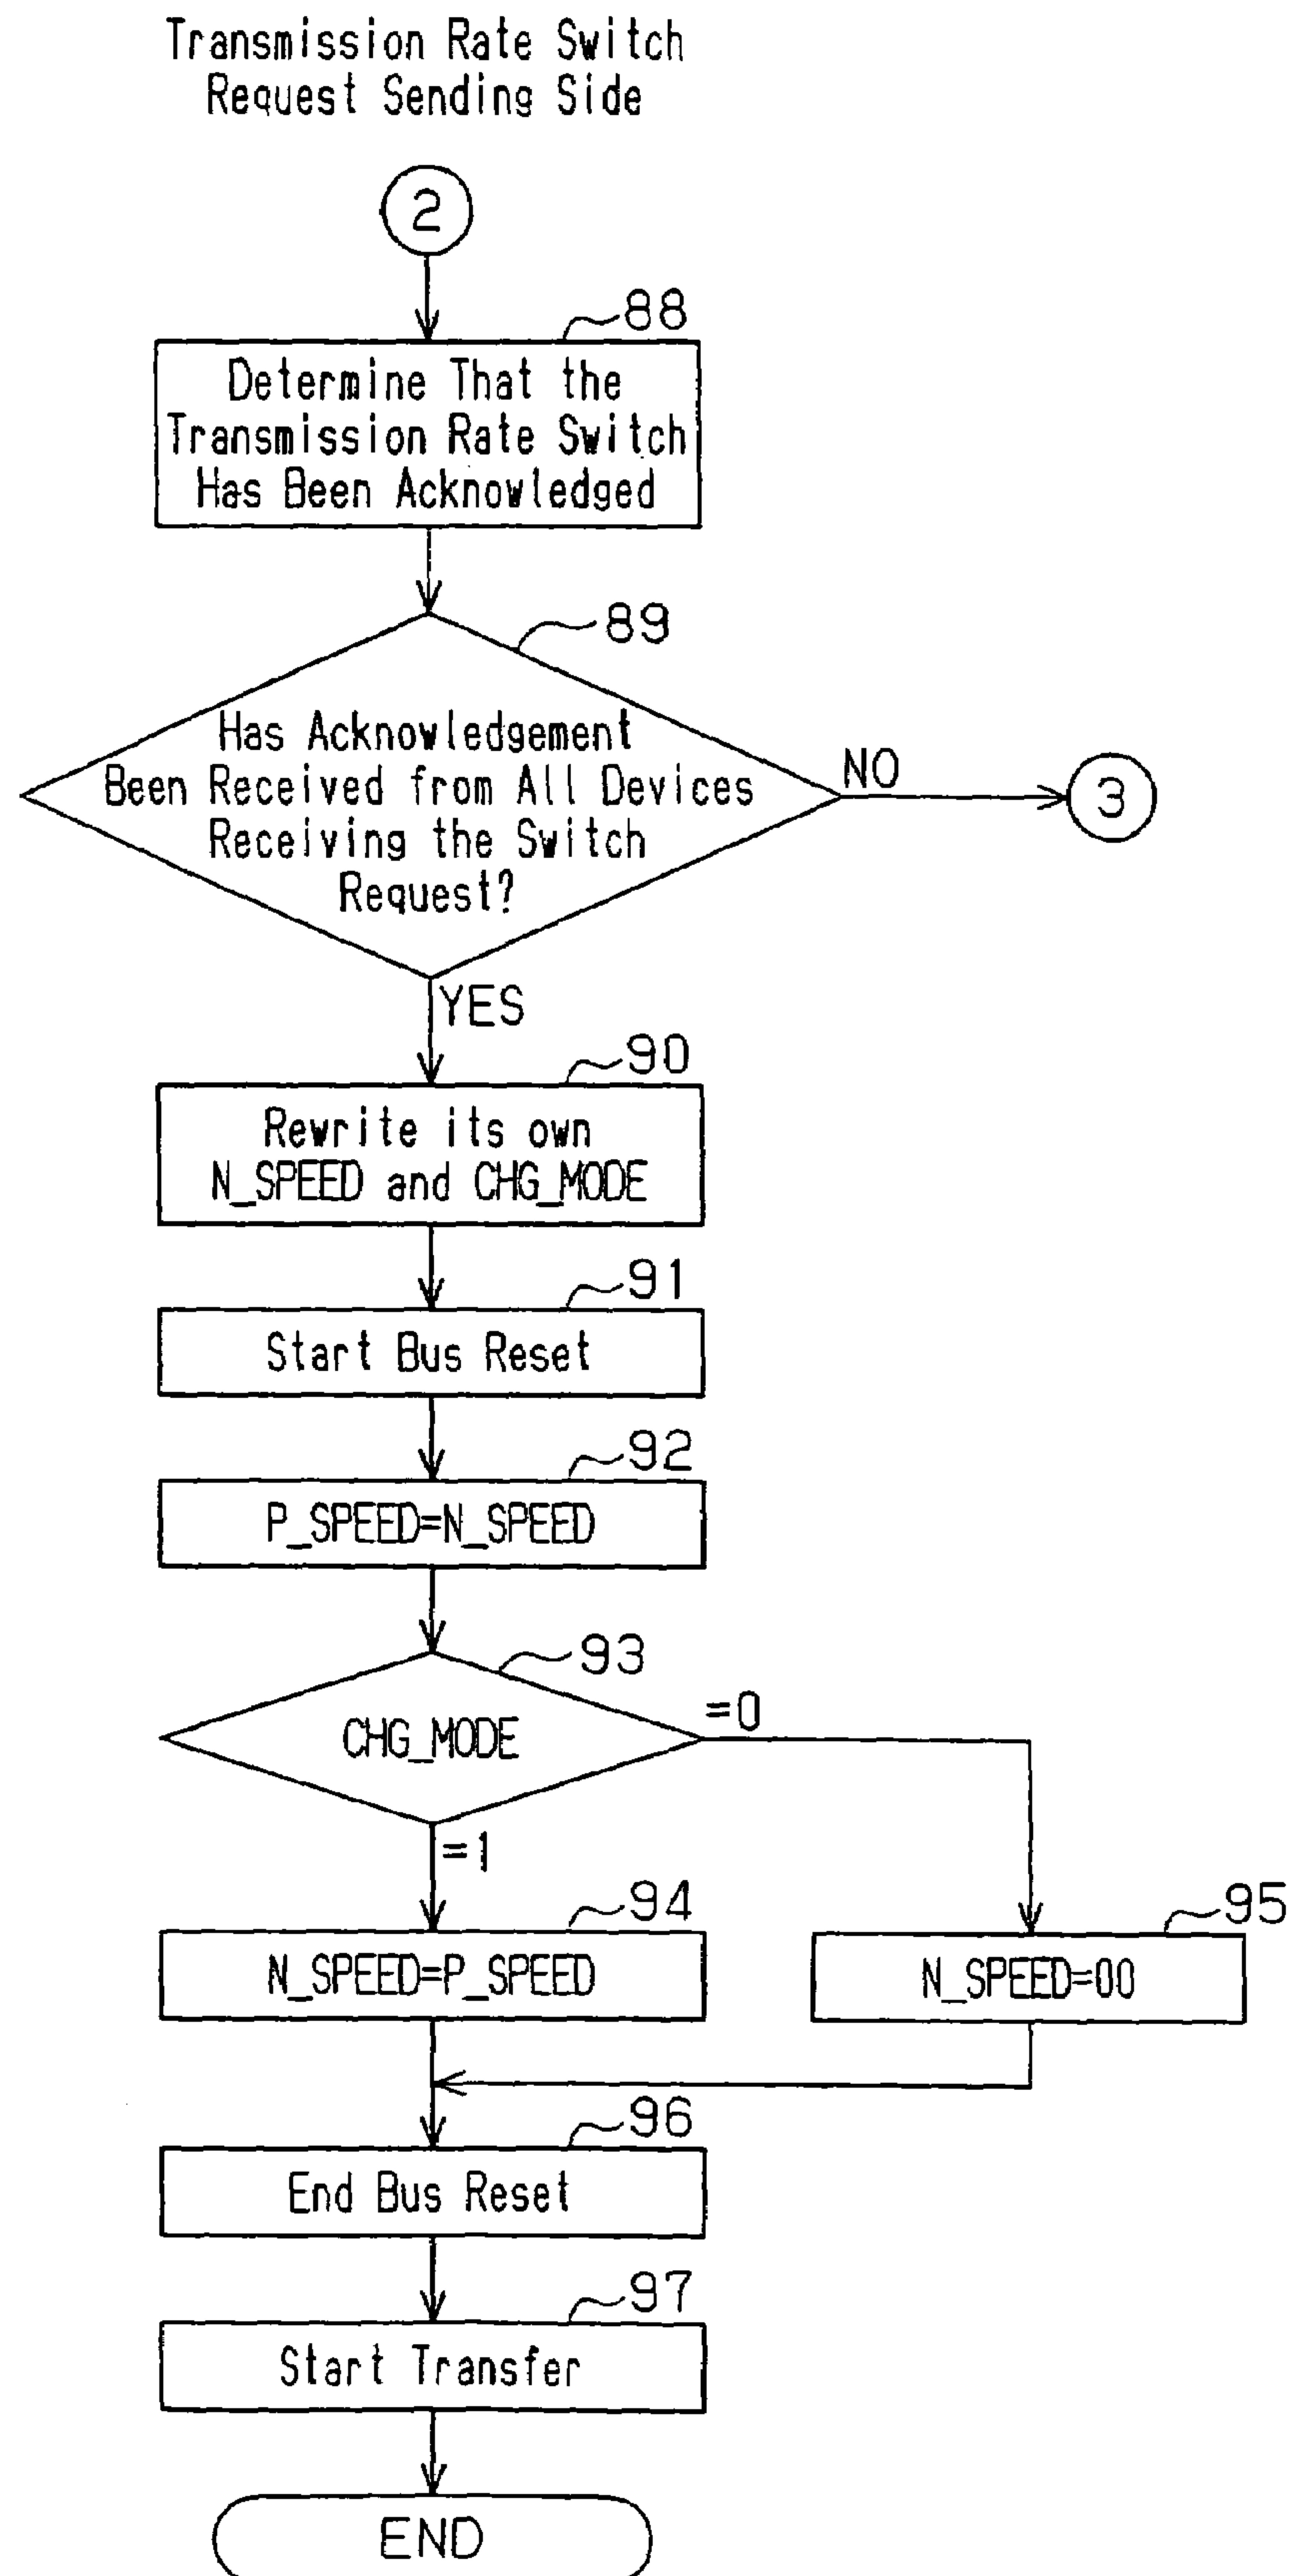 Transmission Rate Switch
Request Sending Side
2
88
Determine That the
Transmission Rate Switch
Has Been Acknowledged
89
Has Acknowledgement
Been Received from All Devices
Receiving the Switch
Request?
NO
3
YES
90
Rewrite its own
N_SPEED and CHG_MODE
91
Start Bus Reset
92
P_SPEED=N_SPEED
93
CHG_MODE
=0
=1
94
N_SPEED=P_SPEED
95
N_SPEED=00
96
End Bus Reset
97
Start Transfer
END